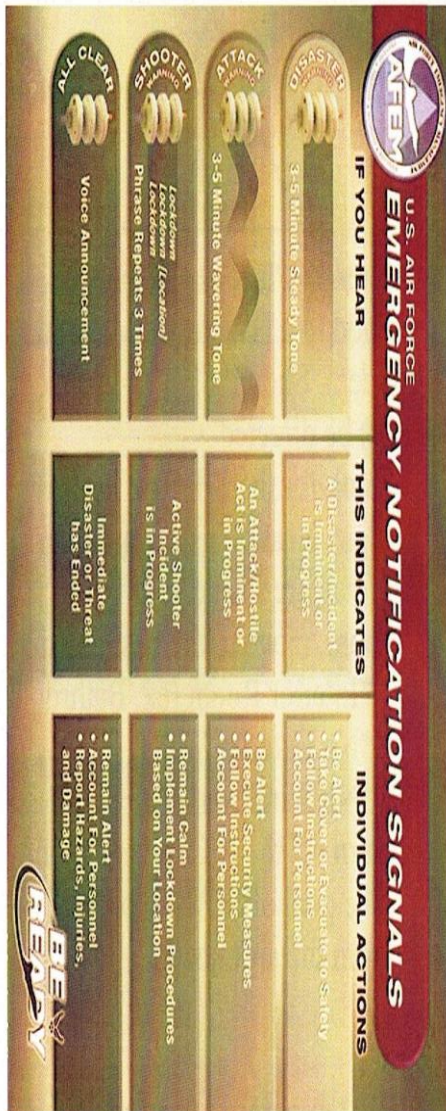 AIR FORCE EMERGENCY MANAGEMENT
AFEM
U.S. AIR FORCE
EMERGENCY NOTIFICATION SIGNALS
IF YOU HEAR
THIS INDICATES
INDIVIDUAL ACTIONS
DISASTER
WARNING
3-5 Minute Steady Tone
A Disaster/Incident
is Imminent or
in Progress
• Be Alert
• Take Cover or Evacuate to Safety
• Follow Instructions
• Account For Personnel
ATTACK
WARNING
3-5 Minute Wavering Tone
An Attack/Hostile
Act is Imminent or
in Progress
• Be Alert
• Execute Security Measures
• Follow Instructions
• Account For Personnel
SHOOTER
WARNING
Lockdown
Lockdown [Location]
Lockdown
Phrase Repeats 3 Times
Active Shooter
Incident
is in Progress
• Remain Calm
• Implement Lockdown Procedures
Based on Your Location
ALL CLEAR
Voice Announcement
Immediate
Disaster or Threat
has Ended
• Remain Alert
• Account For Personnel
• Report Hazards, Injuries,
and Damage
BE
READY